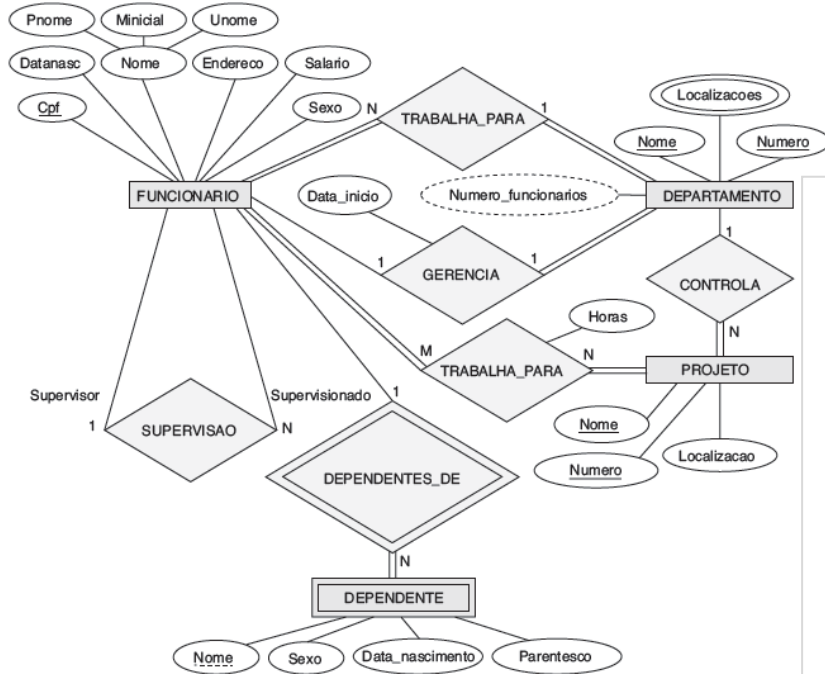 Pnome
Minicial
Unome
Datanasc
Nome
Endereco
Salario
Cpf
Sexo
N
TRABALHA_PARA
1
Localizacoes
Nome
Numero
FUNCIONARIO
Data_inicio
Numero_funcionarios
DEPARTAMENTO
1
GERENCIA
1
1
CONTROLA
N
Horas
M
TRABALHA_PARA
N
PROJETO
Supervisor
1
SUPERVISAO
Supervisionado
N
1
Nome
Numero
Localizacao
DEPENDENTES_DE
N
DEPENDENTE
Nome
Sexo
Data_nascimento
Parentesco